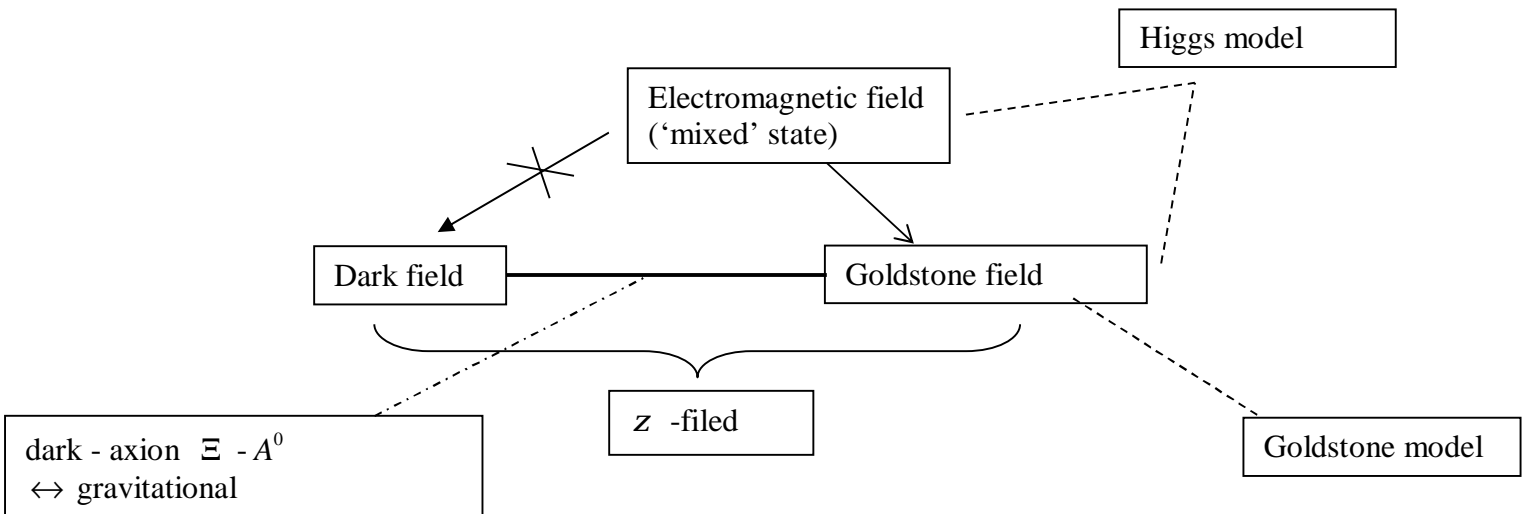 Higgs model
Electromagnetic field
(‘mixed’ state)
Dark field
Goldstone field
z -filed
dark - axion Ξ - A⁰
↔ gravitational
Goldstone model